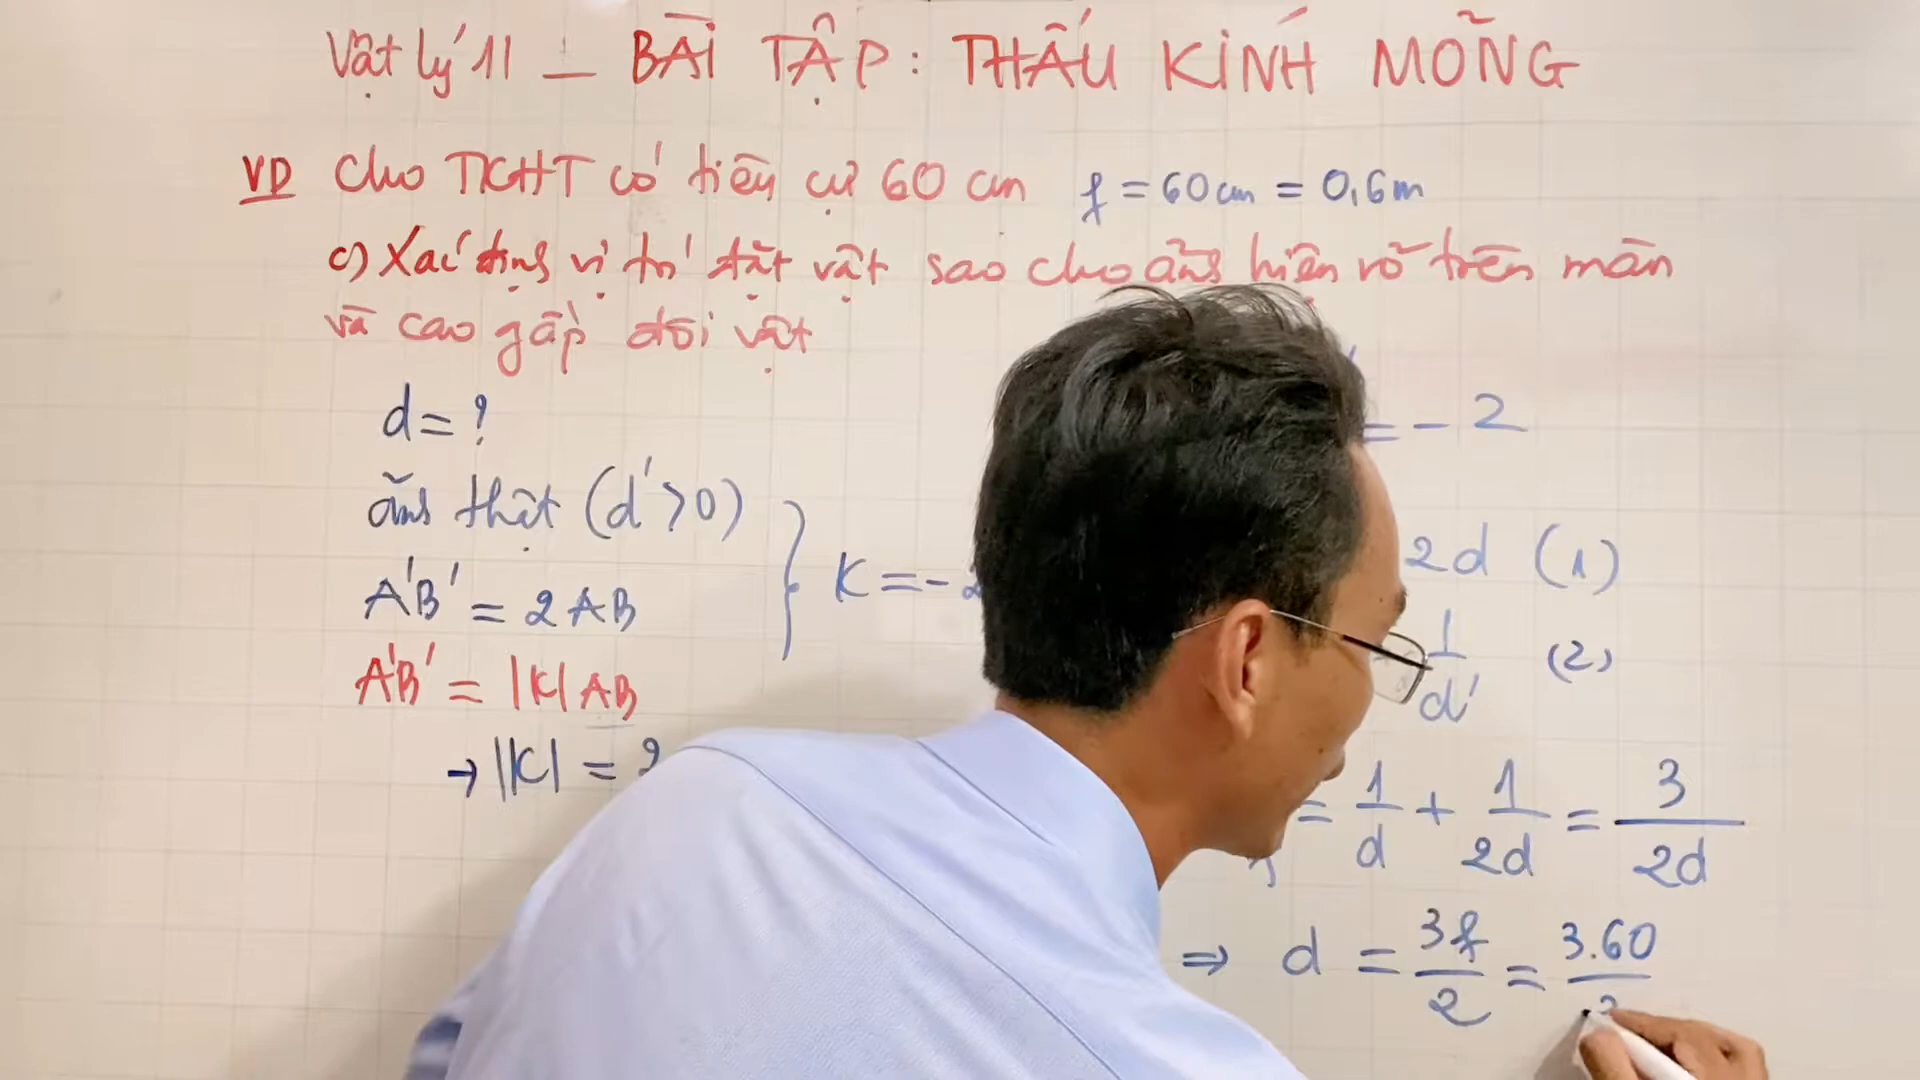 Vật lý 11 – BÀI TẬP: THẤU KÍNH MỎNG
VD Cho TKHT có tiêu cự 60 cm f = 60cm = 0,6m
c) Xác định vị trí đặt vật sao cho ảnh hiện rõ trên màn
và cao gấp đôi vật
d = ?
ảnh thật (d' > 0)
A'B' = 2AB
A'B' = |K| AB
→ |K| = 2
K = - 2
= - 2
2d (1)
1/d' (2)
= 1/d + 1/2d = 3/2d
⇒ d = 3f/2 = 3.60/2